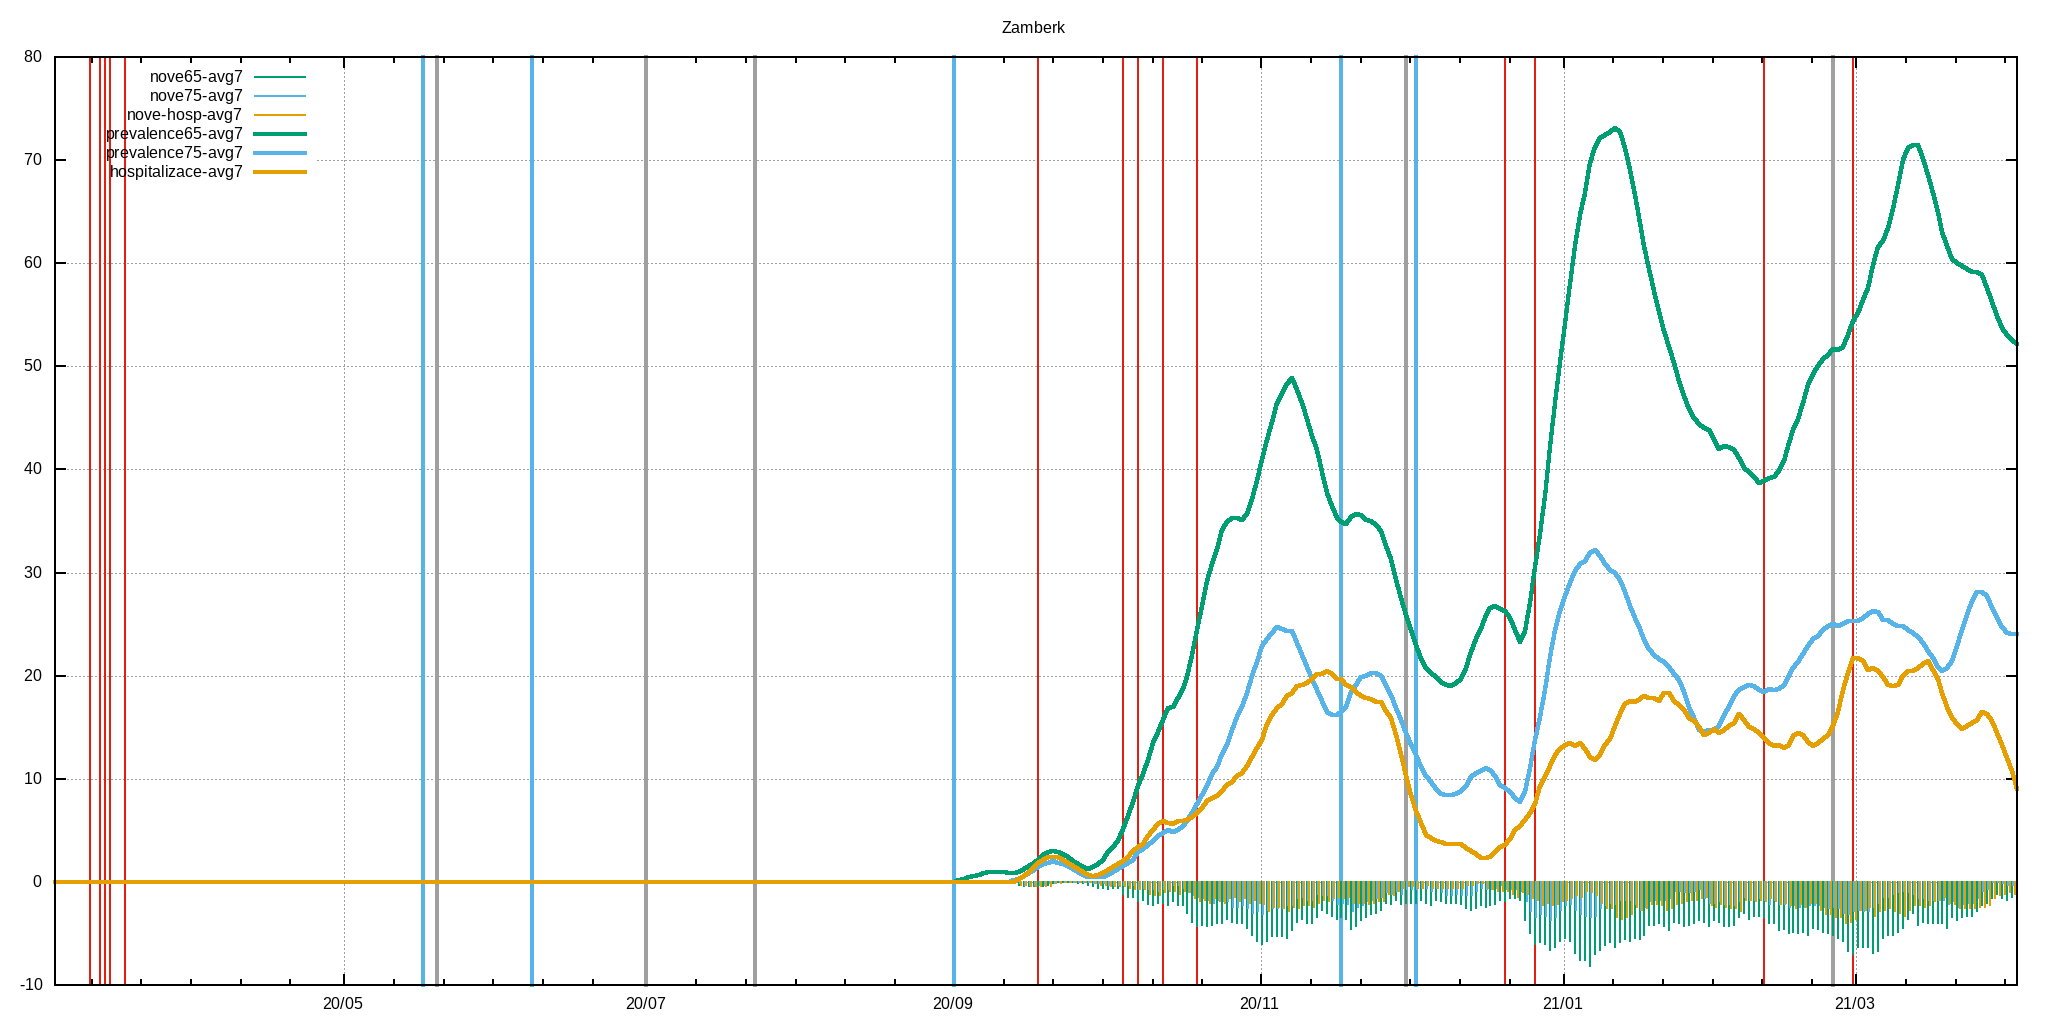 Zamberk
80
70
60
50
40
30
20
10
0
-10
nove65-avg7
nove75-avg7
nove-hosp-avg7
prevalence65-avg7
prevalence75-avg7
hospitalizace-avg7
20/05 20/07 20/09 20/11 21/01 21/03